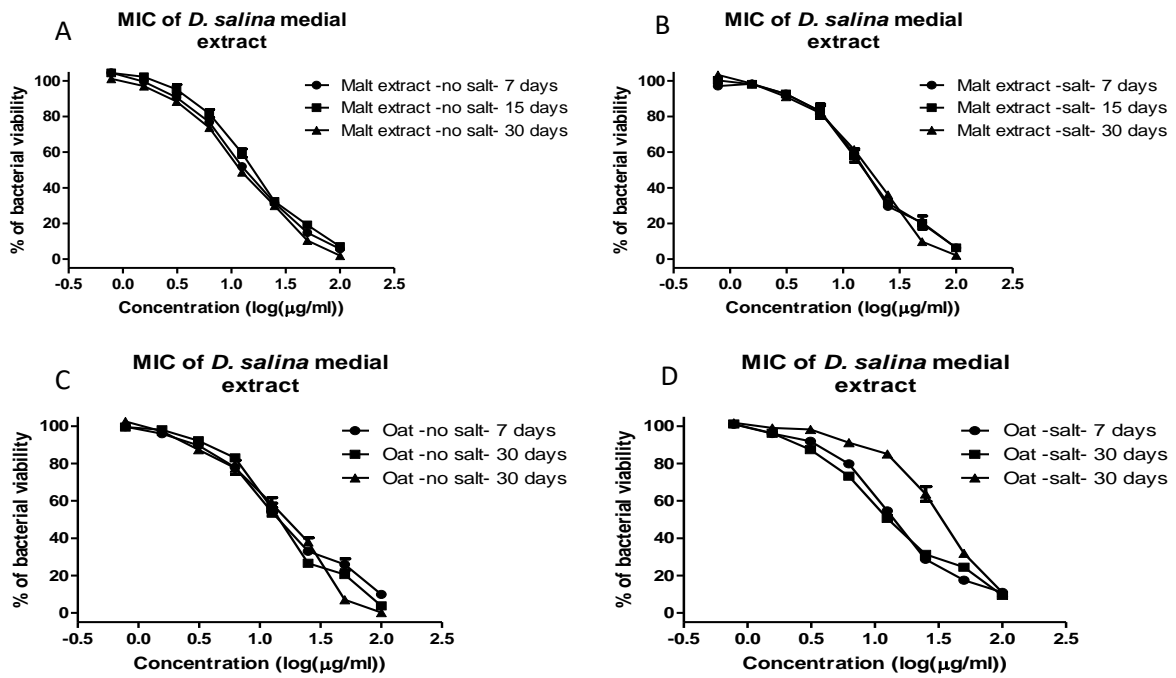 A
MIC of D. salina medial
extract
Malt extract -no salt- 7 days
Malt extract -no salt- 15 days
Malt extract -no salt- 30 days
% of bacterial viability
100
80
60
40
20
0
-0.5 0.0 0.5 1.0 1.5 2.0 2.5
Concentration (log(μg/ml))
B
MIC of D. salina medial
extract
Malt extract -salt- 7 days
Malt extract -salt- 15 days
Malt extract -salt- 30 days
% of bacterial viability
100
80
60
40
20
0
-0.5 0.0 0.5 1.0 1.5 2.0 2.5
Concentration (log(μg/ml))
C
MIC of D. salina medial
extract
Oat -no salt- 7 days
Oat -no salt- 30 days
Oat -no salt- 30 days
% of bacterial viability
100
80
60
40
20
0
-0.5 0.0 0.5 1.0 1.5 2.0 2.5
Concentration (log(μg/ml))
D
MIC of D. salina medial
extract
Oat -salt- 7 days
Oat -salt- 30 days
Oat -salt- 30 days
% of bacterial viability
100
80
60
40
20
0
-0.5 0.0 0.5 1.0 1.5 2.0 2.5
Concentration (log(μg/ml))